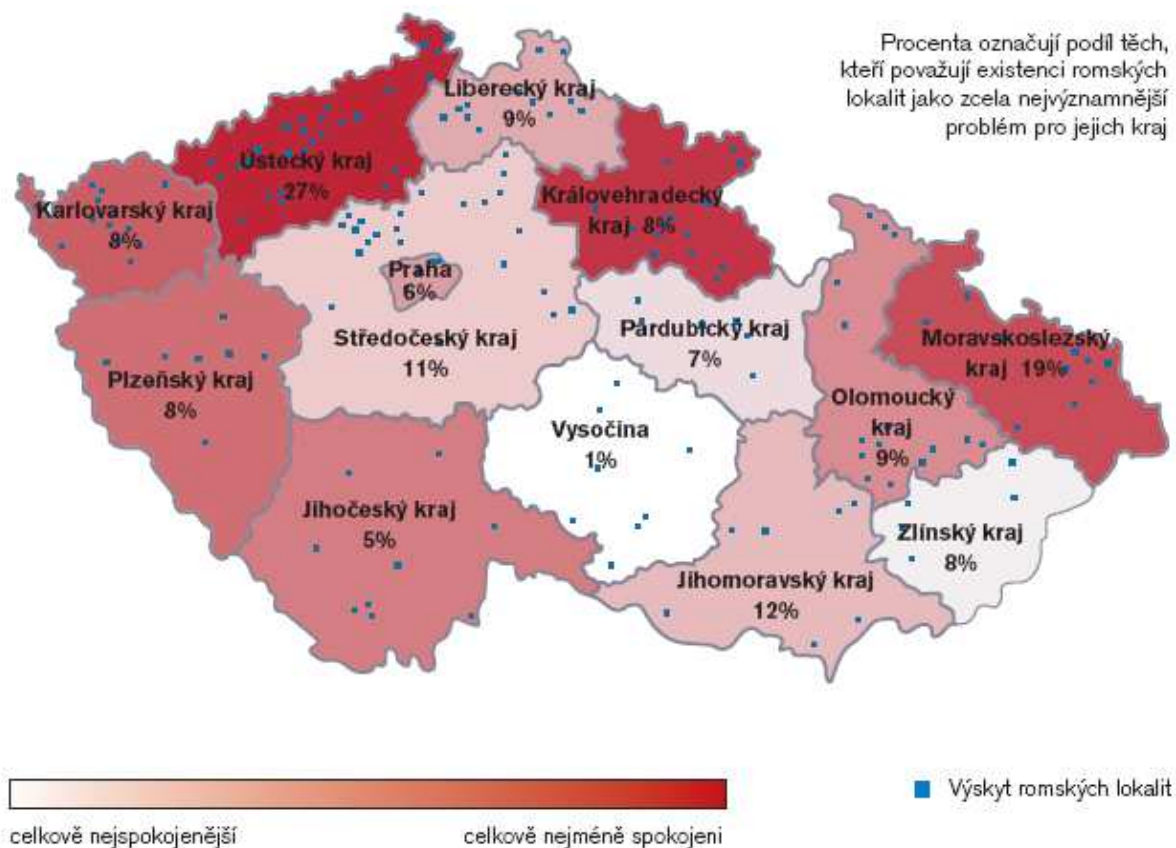 Procenta označují podíl těch,
kteří považují existenci romských
lokalit jako zcela nejvýznamnější
problém pro jejich kraj
Liberecký kraj
9%
Ústecký kraj
27%
Královehradecký
kraj 8%
Karlovarský kraj
8%
Praha
6%
Středočeský kraj
11%
Pardubický kraj
7%
Moravskoslezský
kraj 19%
Plzeňský kraj
8%
Olomoucký
kraj
9%
Vysočina
1%
Jihočeský kraj
5%
Zlínský kraj
8%
Jihomoravský kraj
12%
celkově nejspokojenější
celkově nejméně spokojeni
Výskyt romských lokalit